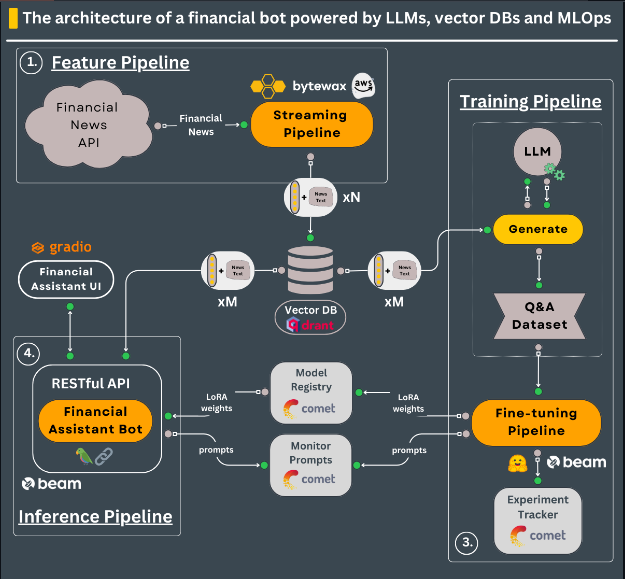 The architecture of a financial bot powered by LLMs, vector DBs and MLOps
1.
Feature Pipeline
bytewax
aws
Financial
News
API
Financial
News
Streaming
Pipeline
+
News
Text
xN
Training Pipeline
LLM
Generate
Q&A
Dataset
gradio
Financial
Assistant UI
+
News
Text
xM
Vector DB
drant
+
News
Text
xM
4.
RESTful API
Financial
Assistant Bot
beam
Inference Pipeline
LoRA
weights
prompts
Model
Registry
comet
Monitor
Prompts
comet
LoRA
weights
prompts
Fine-tuning
Pipeline
beam
Experiment
Tracker
comet
3.